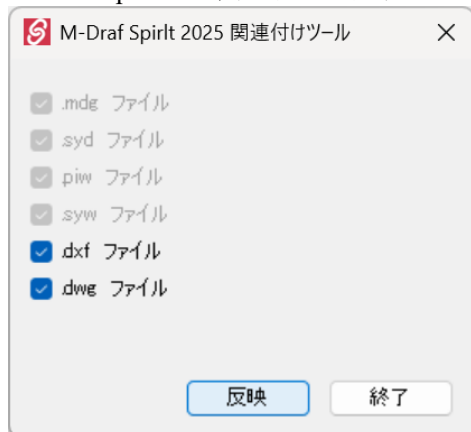 M-Draf Spirlt 2025 関連付けツール
.mdg ファイル
.syd ファイル
.piw ファイル
.syw ファイル
.dxf ファイル
.dwg ファイル
反映 終了